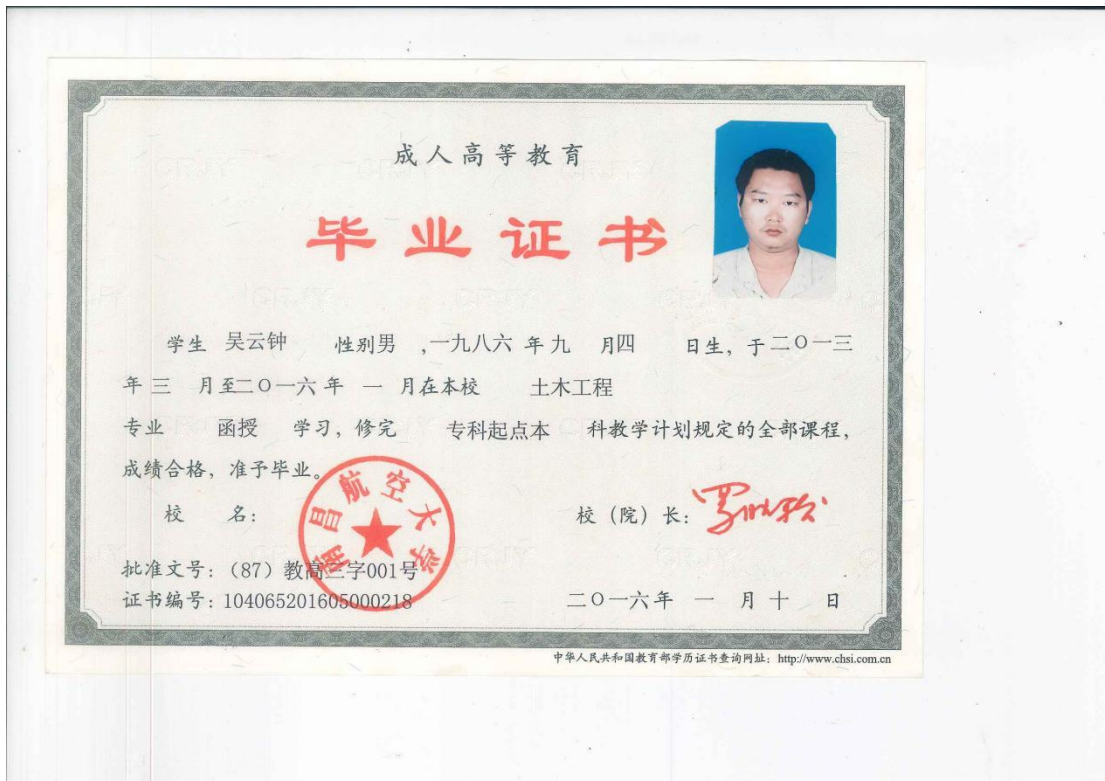 成人高等教育
毕业证书
学生 吴云钟 性别男 ,一九八六 年 九 月四 日生, 于二〇一三
年 三 月至二〇一六 年 一 月在本校 土木工程
专业 函授 学习, 修完 专科起点本 科教学计划规定的全部课程,
成绩合格, 准予毕业。
校 名: 南昌航空大学 校（院）长:
批准文号:（87）教高三字001号
证书编号: 104065201605000218 二〇一六年 一 月 十 日
中华人民共和国教育部学历证书查询网址: http://www.chsi.com.cn